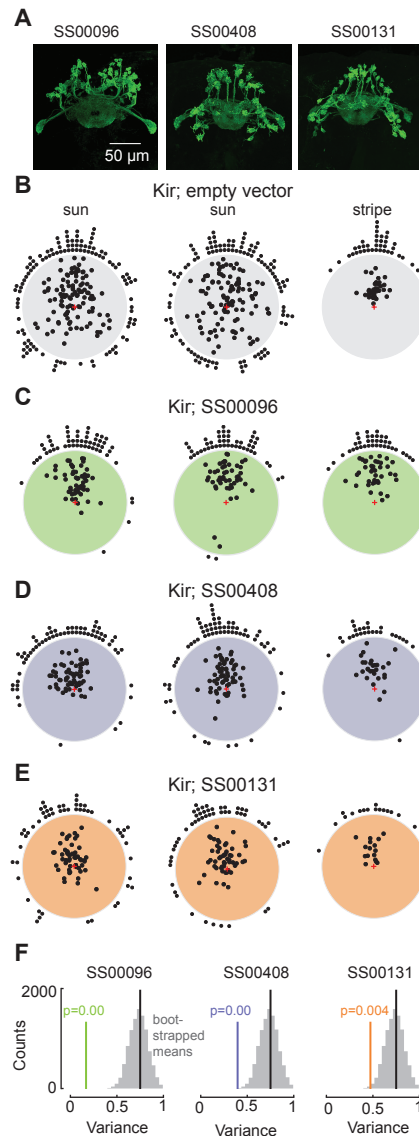 A
SS00096 SS00408 SS00131
50 µm
B
Kir; empty vector
sun sun stripe
C
Kir; SS00096
D
Kir; SS00408
E
Kir; SS00131
F
SS00096 SS00408 SS00131
2000
p=0.00 p=0.00 p=0.004
boot-
strapped
means
Counts
0
0 0.5 1 0 0.5 1 0 0.5 1
Variance Variance Variance